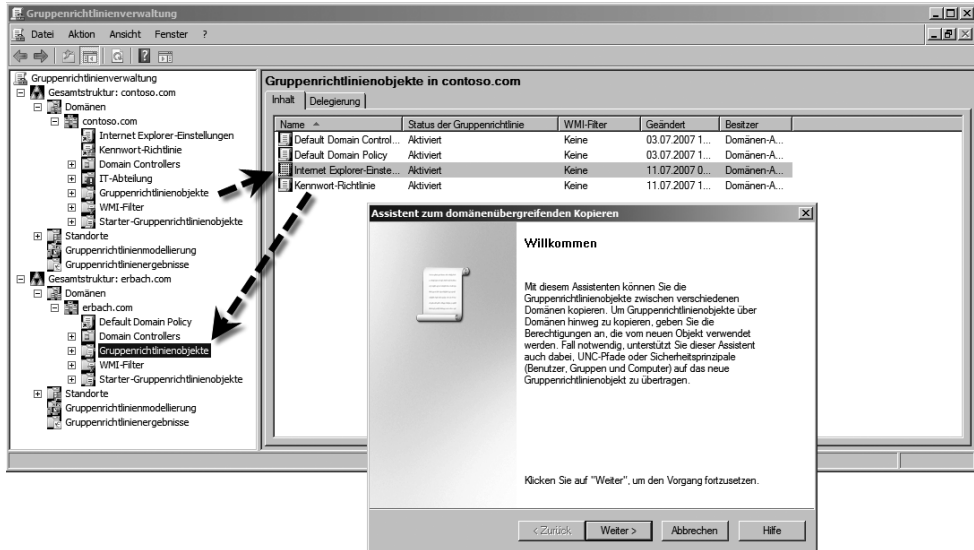 Gruppenrichtlinienverwaltung
Datei Aktion Ansicht Fenster ?
Gruppenrichtlinienverwaltung
Gesamtstruktur: contoso.com
Domänen
contoso.com
Internet Explorer-Einstellungen
Kennwort-Richtlinie
Domain Controllers
IT-Abteilung
Gruppenrichtlinienobjekte
WMI-Filter
Starter-Gruppenrichtlinienobjekte
Standorte
Gruppenrichtlinienmodellierung
Gruppenrichtlinienergebnisse
Gesamtstruktur: erbach.com
Domänen
erbach.com
Default Domain Policy
Domain Controllers
Gruppenrichtlinienobjekte
WMI-Filter
Starter-Gruppenrichtlinienobjekte
Standorte
Gruppenrichtlinienmodellierung
Gruppenrichtlinienergebnisse
Gruppenrichtlinienobjekte in contoso.com
Inhalt Delegierung
Name Status der Gruppenrichtlinie WMI-Filter Geändert Besitzer
Default Domain Control... Aktiviert Keine 03.07.2007 1... Domänen-A...
Default Domain Policy Aktiviert Keine 03.07.2007 1... Domänen-A...
Internet Explorer-Einste... Aktiviert Keine 11.07.2007 0... Domänen-A...
Kennwort-Richtlinie Aktiviert Keine 11.07.2007 1... Domänen-A...
Assistent zum domänenübergreifenden Kopieren
Willkommen
Mit diesem Assistenten können Sie die
Gruppenrichtlinienobjekte zwischen verschiedenen
Domänen kopieren. Um Gruppenrichtlinienobjekte über
Domänen hinweg zu kopieren, geben Sie die
Berechtigungen an, die vom neuen Objekt verwendet
werden. Fall notwendig, unterstützt Sie dieser Assistent
auch dabei, UNC-Pfade oder Sicherheitsprinzipale
(Benutzer, Gruppen und Computer) auf das neue
Gruppenrichtlinienobjekt zu übertragen.
Klicken Sie auf "Weiter", um den Vorgang fortzusetzen.
< Zurück Weiter > Abbrechen Hilfe